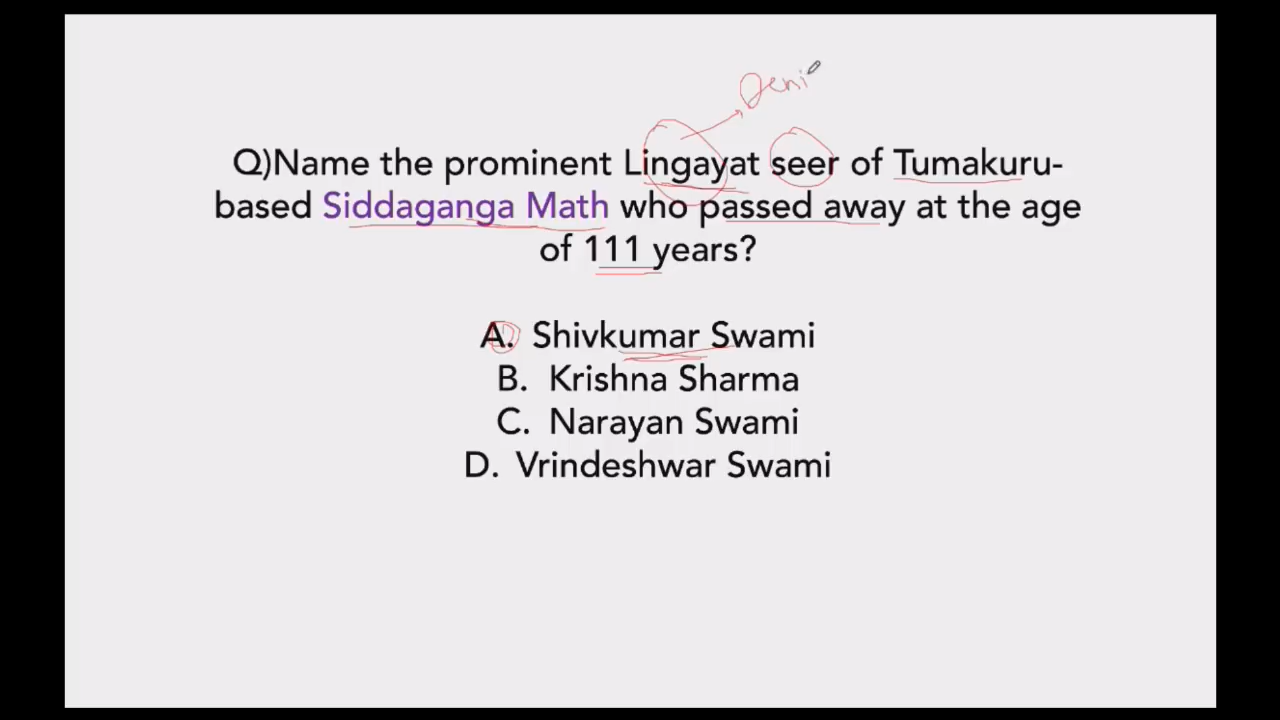 Q)Name the prominent Lingayat seer of Tumakuru-
based Siddaganga Math who passed away at the age
of 111 years?
A. Shivkumar Swami
B. Krishna Sharma
C. Narayan Swami
D. Vrindeshwar Swami